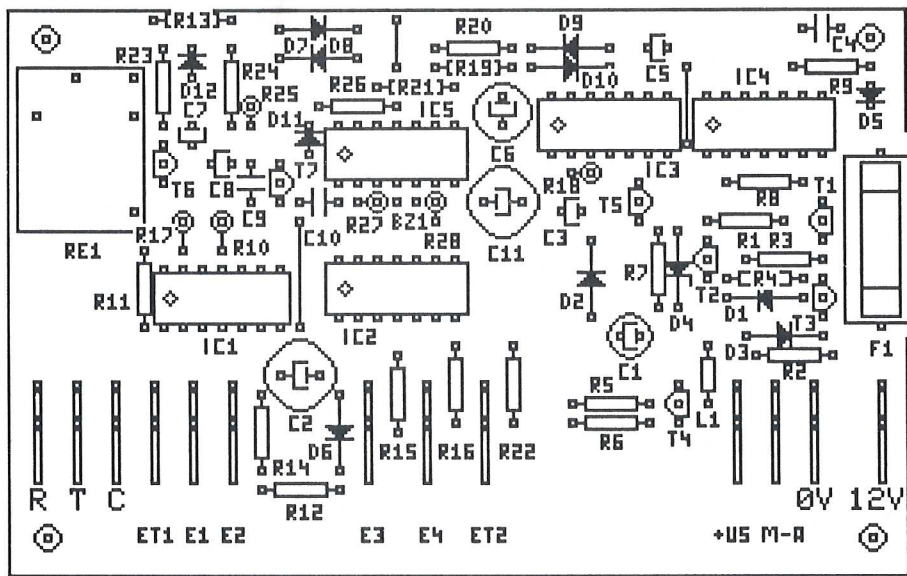 R13 D7 D8 R20 D9 C4
R23 R24 R19 D10 C5 IC4
D12 R25 R26 R21 IC5 R9
C7 D11 C6 D5
T6 C8 C9 T7 R18 IC3 R8 T1
R17 R10 C10 R27 BZ1 C11 C3 T5 R1 R3
RE1 R28 R7 T2 R4
R11 D2 D4 D1
IC1 IC2 C1 T3 F1
D3 R2
C2 R5 L1
R14 D6 R15 R16 R22 R6 T4
R T C R12 0V 12V
ET1 E1 E2 E3 E4 ET2 +US M-A